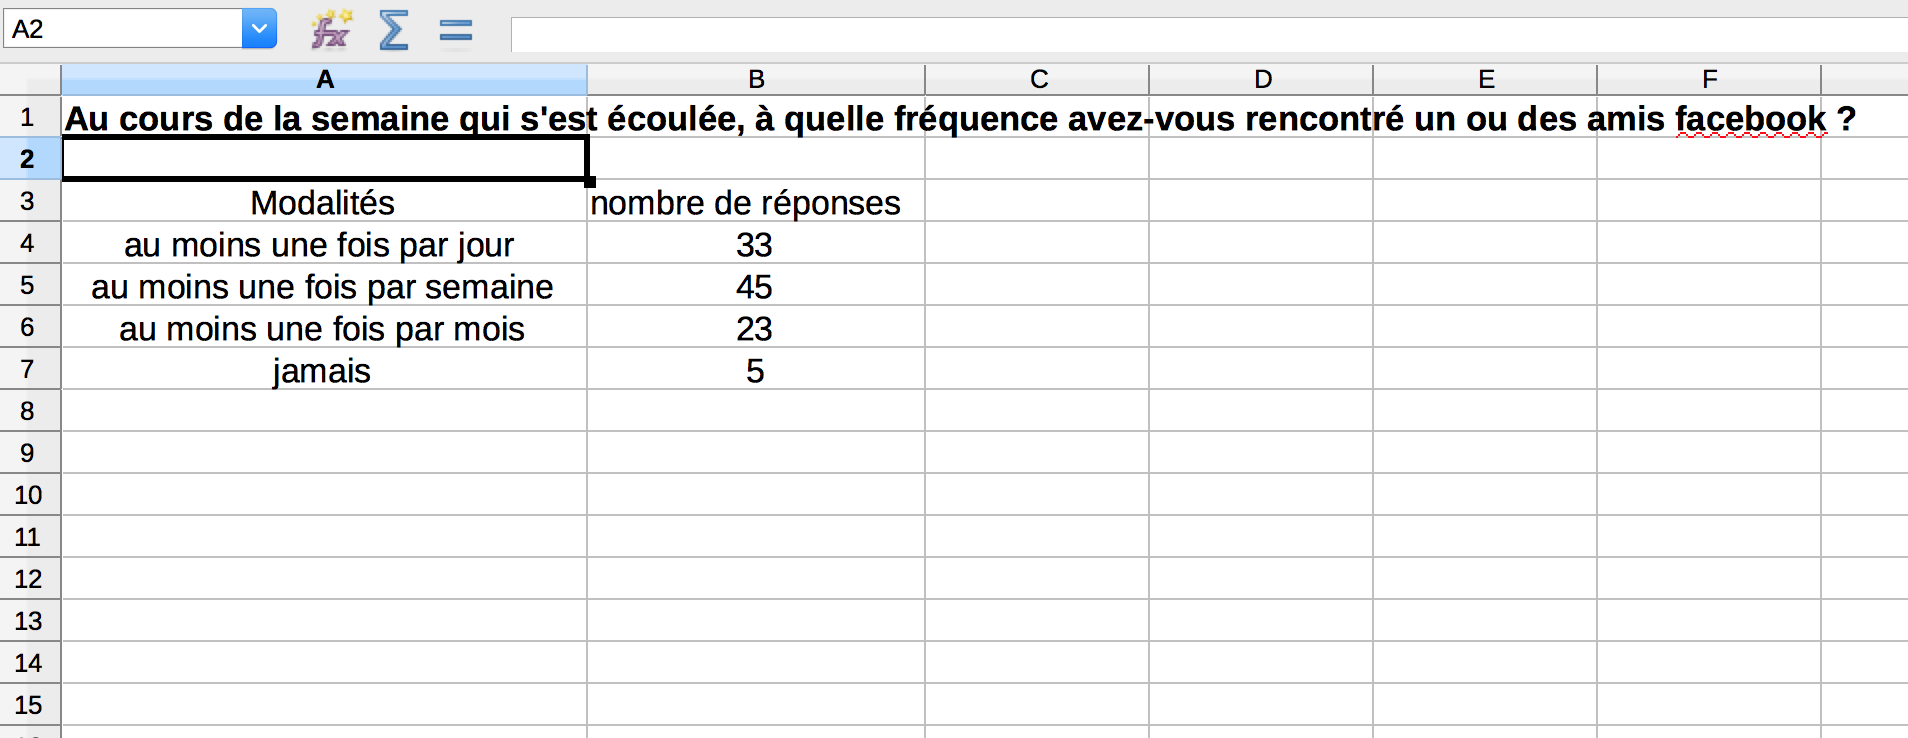 A2
A B C D E F
1 Au cours de la semaine qui s'est écoulée, à quelle fréquence avez-vous rencontré un ou des amis facebook ?
2
3 Modalités nombre de réponses
4 au moins une fois par jour 33
5 au moins une fois par semaine 45
6 au moins une fois par mois 23
7 jamais 5
8
9
10
11
12
13
14
15